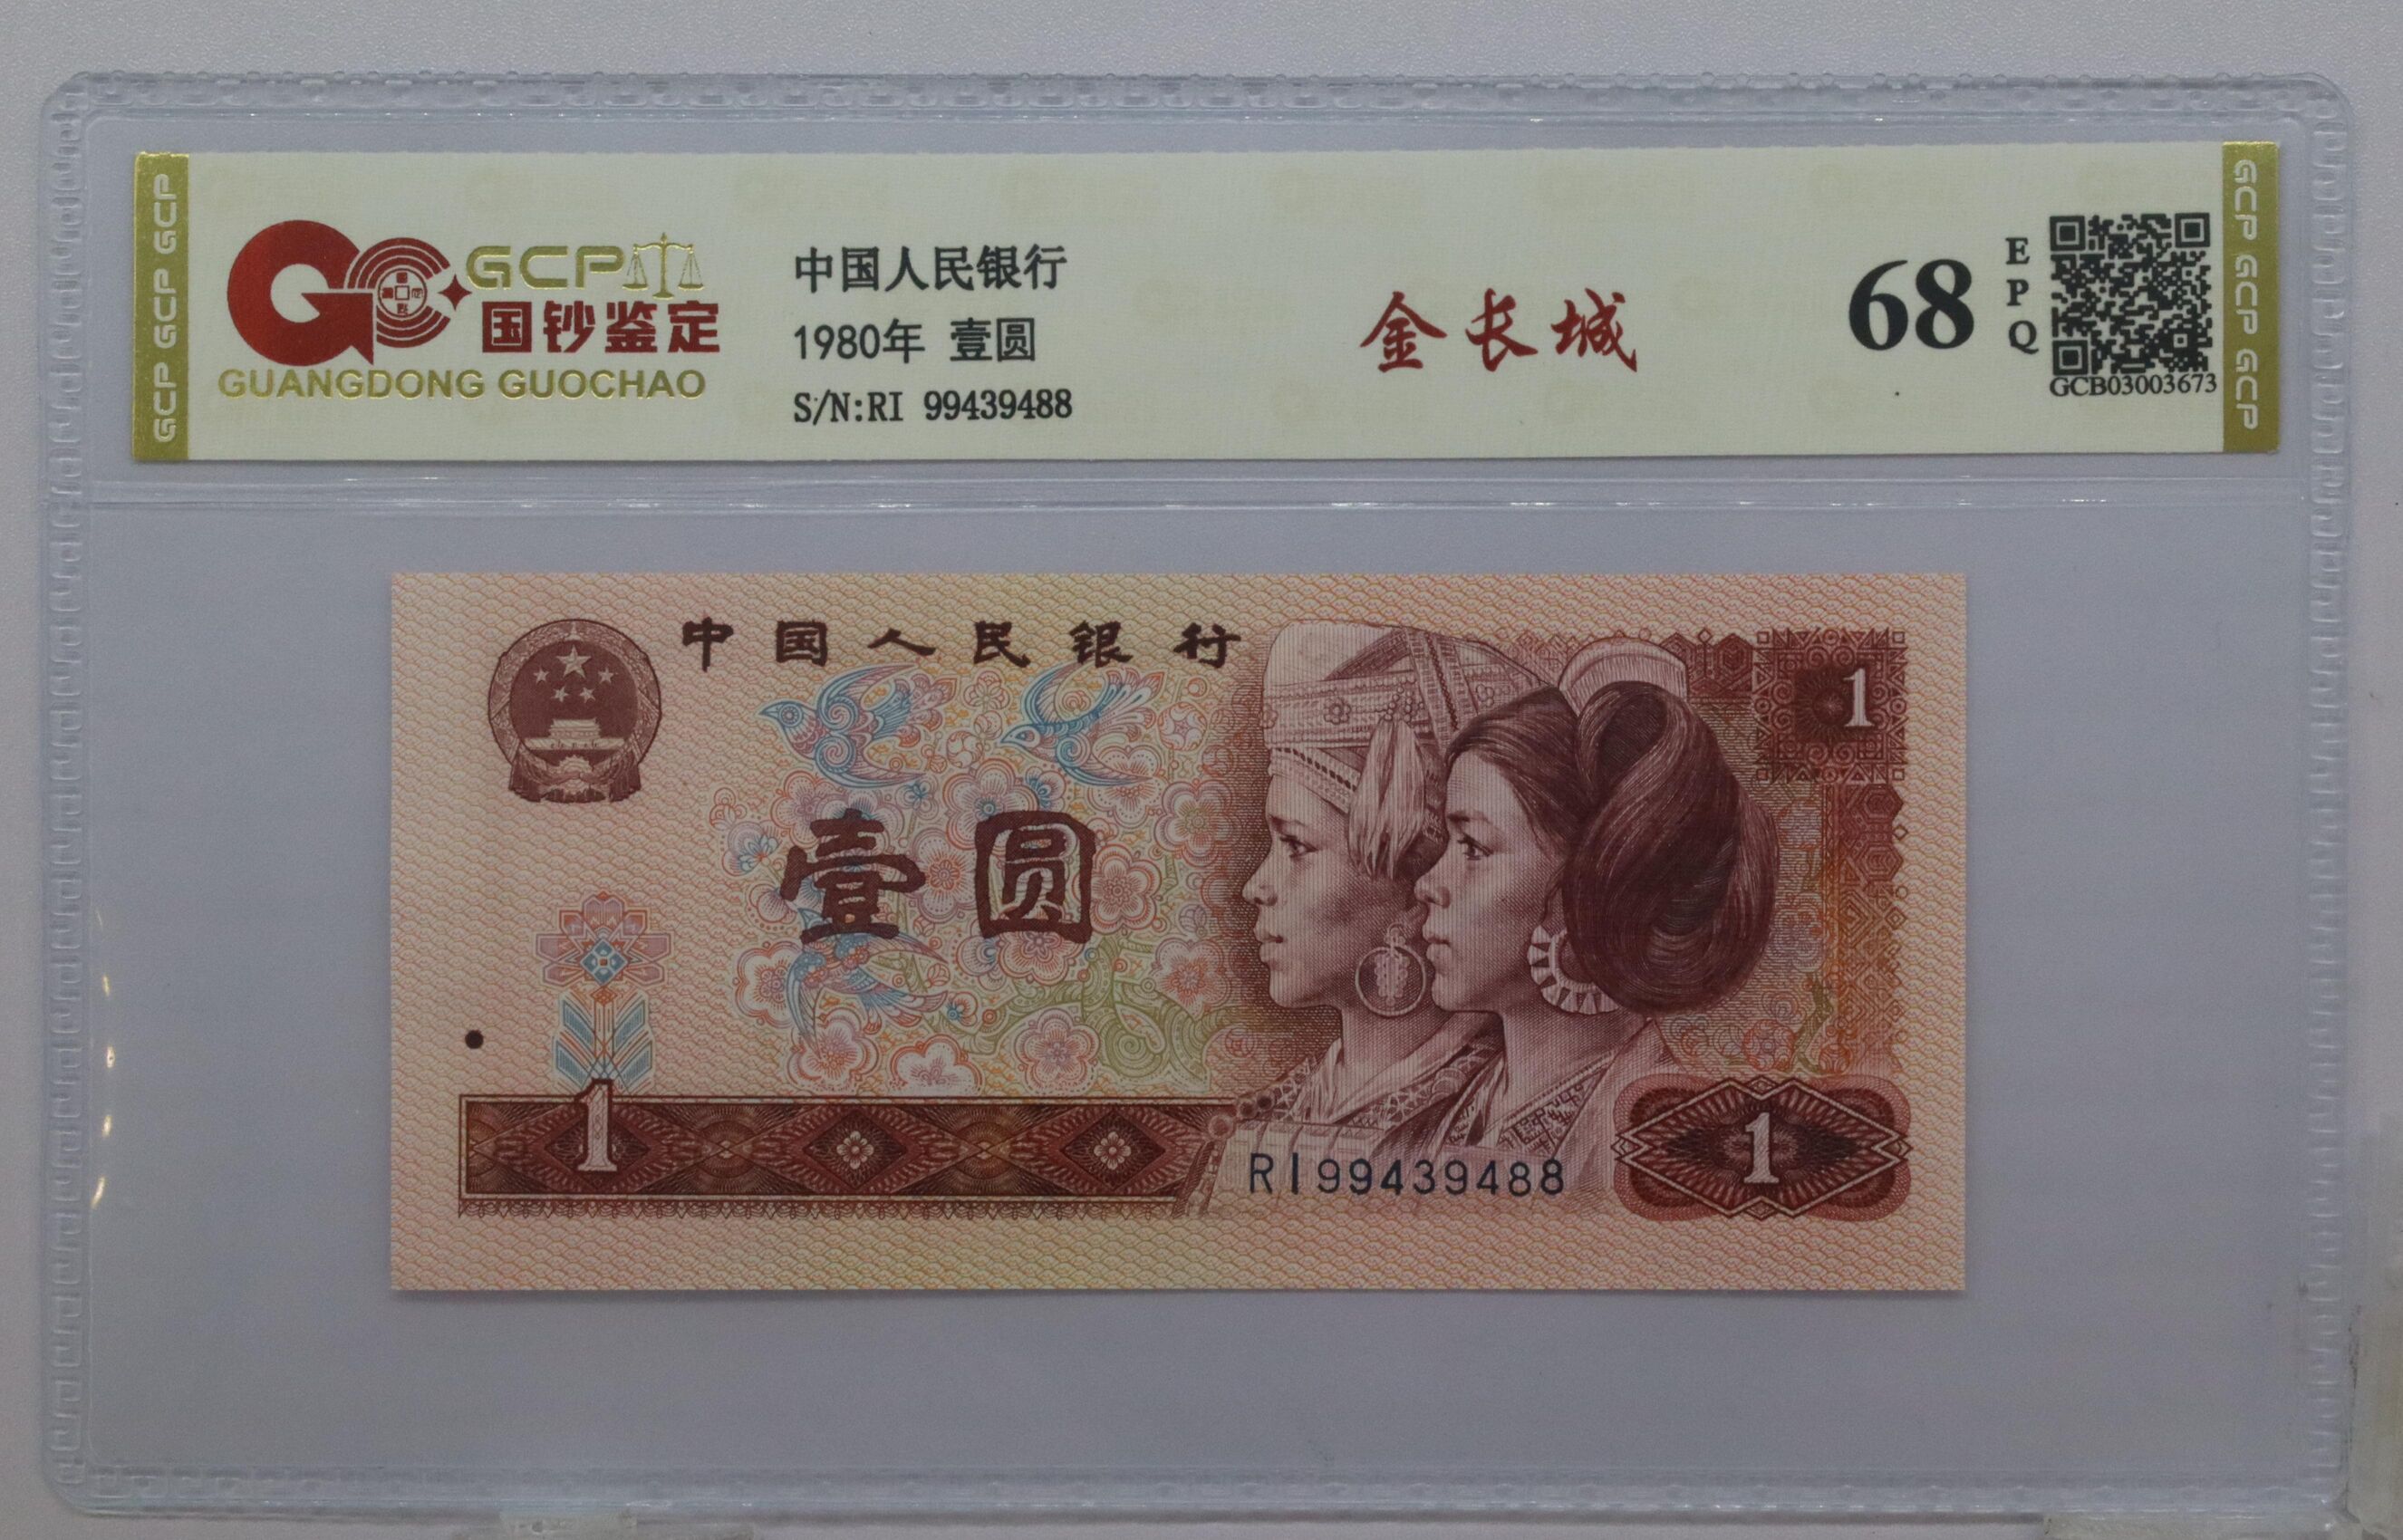 GCP GCP GCP
GCP
国钞鉴定
GUANGDONG GUOCHAO
中国人民银行
1980年 壹圆
S/N:RI 99439488
金长城
68
EPQ
GCB03003673
GCP GCP GCP
中国人民银行
1
壹圆
1
RI99439488
1